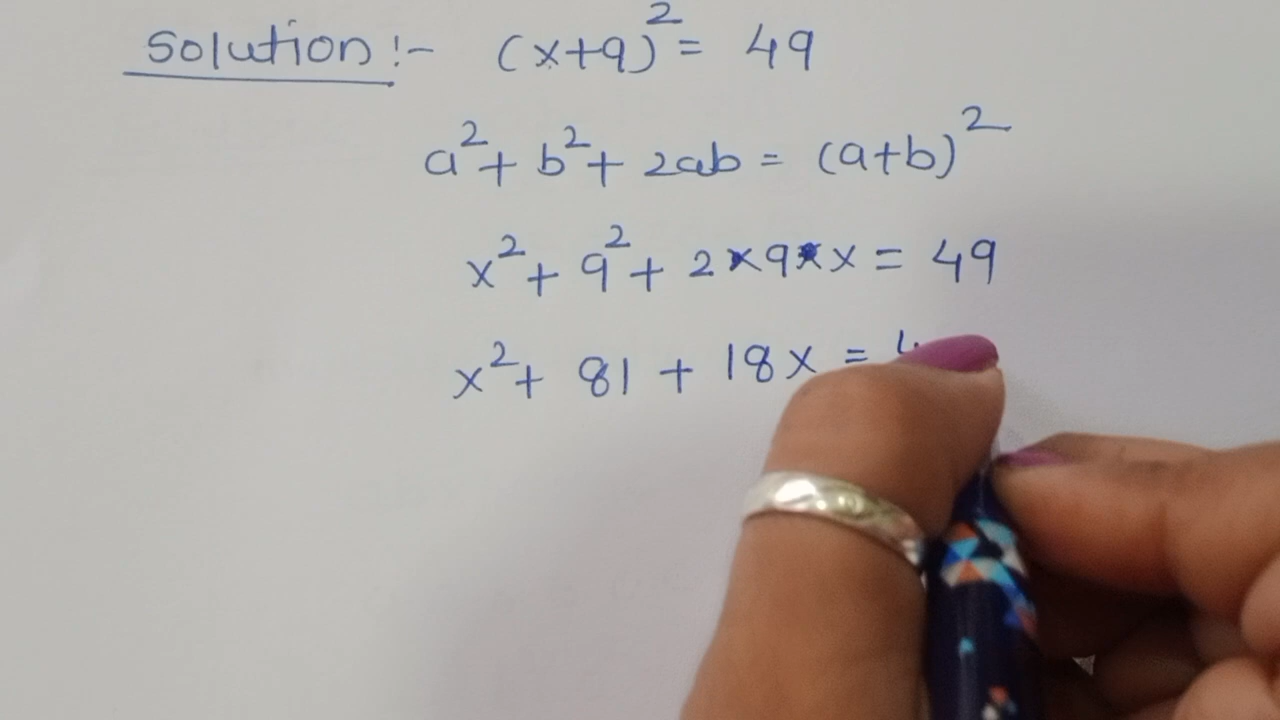 Solution :- (x+9)² = 49
a² + b² + 2ab = (a+b)²
x² + 9² + 2×9×x = 49
x² + 81 + 18x =